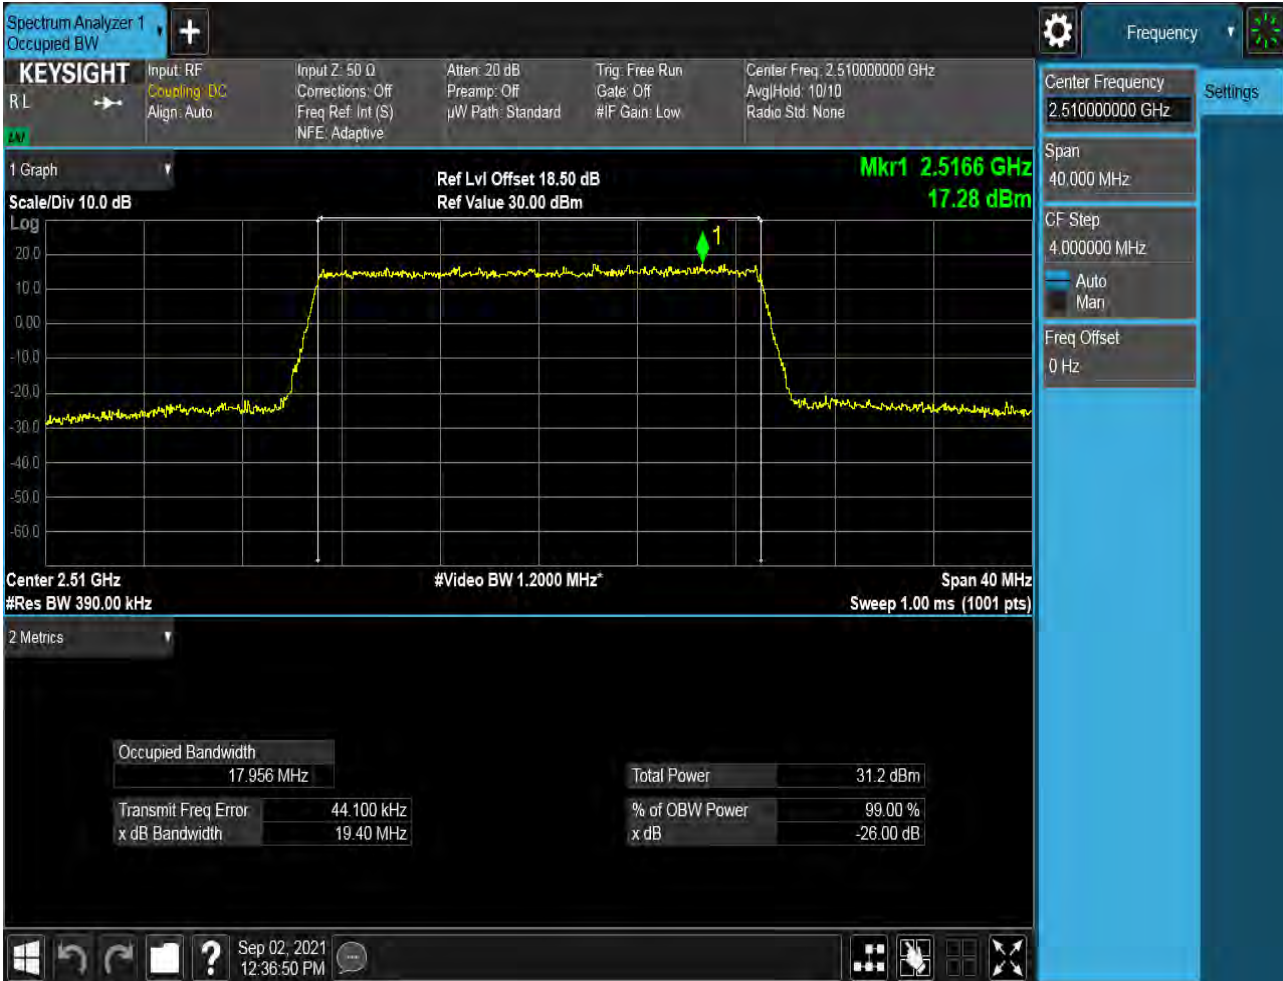 Spectrum Analyzer 1
Occupied BW
Frequency
KEYSIGHT
R L
Input: RF
Coupling: DC
Align: Auto
Input Z: 50 Ω
Corrections: Off
Freq Ref: Int (S)
NFE: Adaptive
Atten: 20 dB
Preamp: Off
µW Path: Standard
Trig: Free Run
Gate: Off
#IF Gain: Low
Center Freq: 2.510000000 GHz
Avg|Hold: 10/10
Radio Std: None
Center Frequency
2.510000000 GHz
Settings
Span
40.000 MHz
CF Step
4.000000 MHz
Auto
Man
Freq Offset
0 Hz
1 Graph
Scale/Div 10.0 dB
Ref Lvl Offset 18.50 dB
Ref Value 30.00 dBm
Mkr1 2.5166 GHz
17.28 dBm
Log
1
20.0
10.0
0.00
-10.0
-20.0
-30.0
-40.0
-50.0
-60.0
Center 2.51 GHz
#Video BW 1.2000 MHz*
Span 40 MHz
#Res BW 390.00 kHz
Sweep 1.00 ms (1001 pts)
2 Metrics
Occupied Bandwidth
17.956 MHz
Total Power 31.2 dBm
Transmit Freq Error 44.100 kHz
% of OBW Power 99.00 %
x dB Bandwidth 19.40 MHz
x dB -26.00 dB
?
Sep 02, 2021
12:36:50 PM